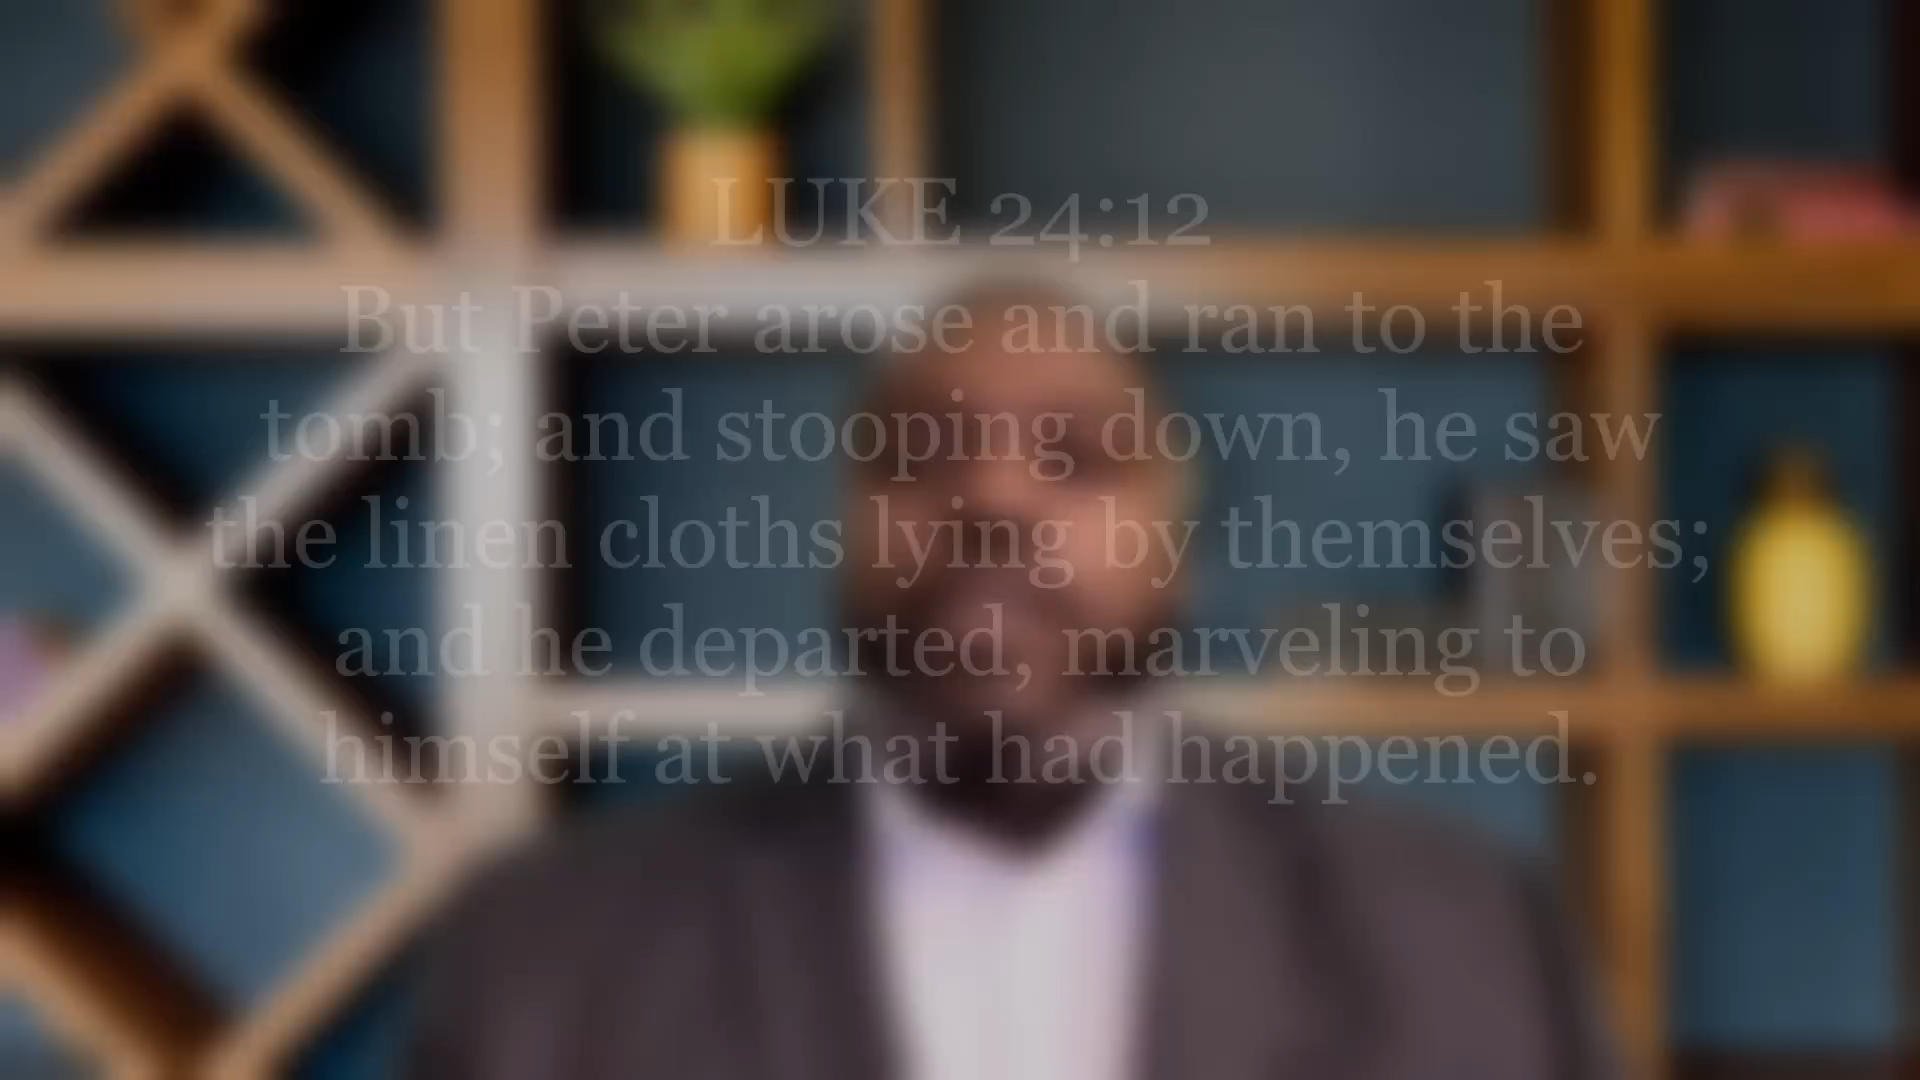 LUKE 24:12
But Peter arose and ran to the
tomb; and stooping down, he saw
the linen cloths lying by themselves;
and he departed, marveling to
himself at what had happened.